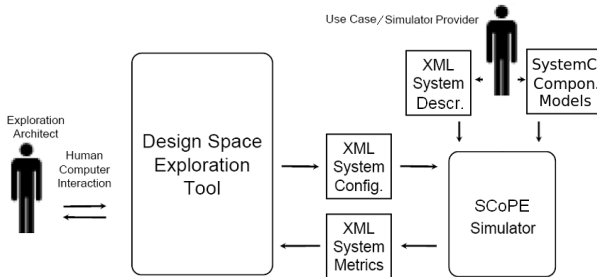 Use Case/Simulator Provider
XML
System
Descr.
SystemC
Compon.
Models
Exploration
Architect
Human
Computer
Interaction
Design Space
Exploration
Tool
XML
System
Config.
SCoPE
Simulator
XML
System
Metrics